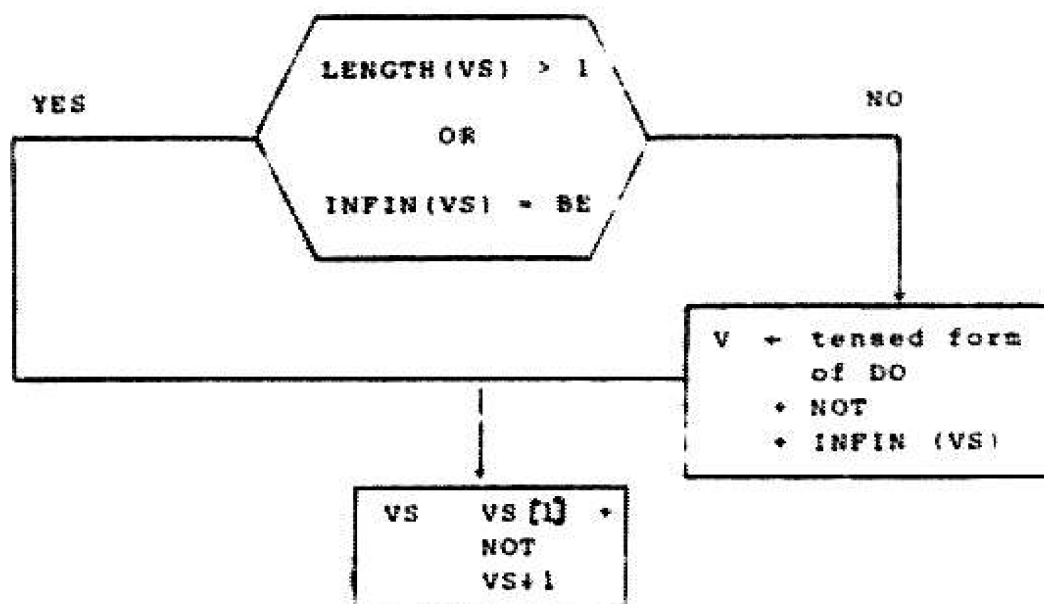 LENGTH(VS) > 1
YES
NO
OR
INFIN(VS) = BE
V ← tensed form
of DO
+ NOT
+ INFIN (VS)
VS VS[1] +
NOT
VS↓1